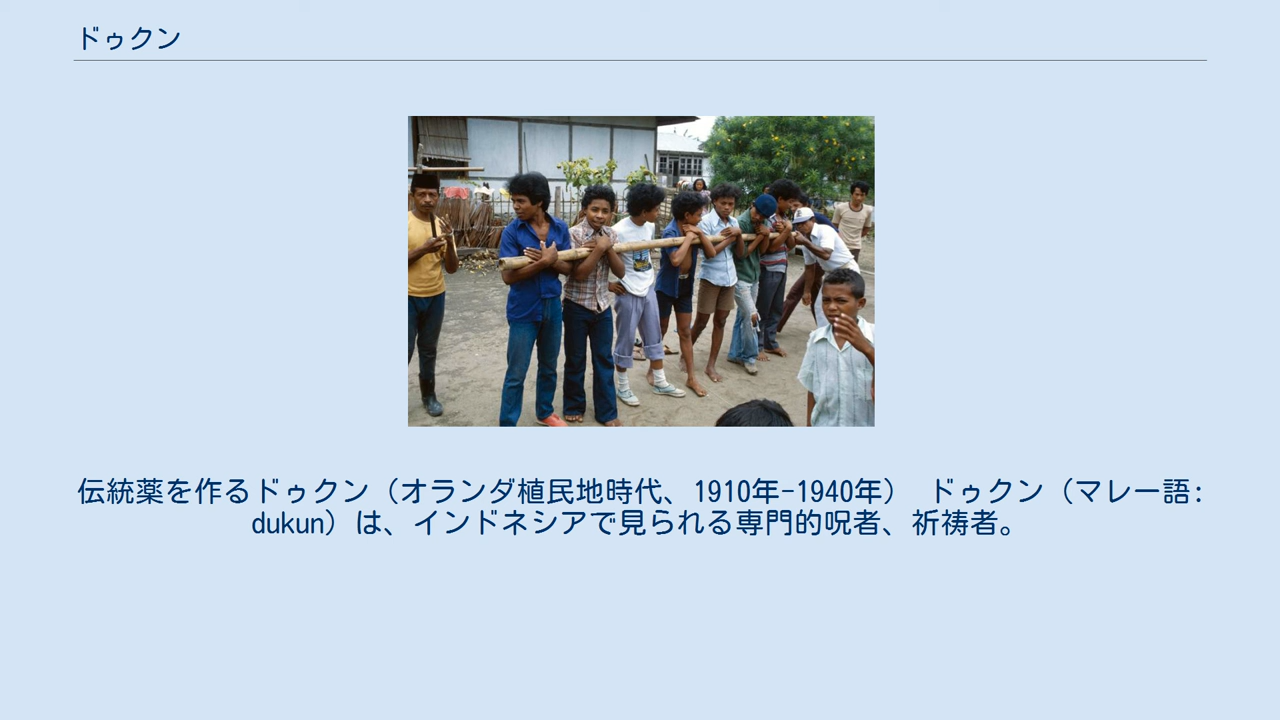 ドゥクン
伝統薬を作るドゥクン（オランダ植民地時代、1910年-1940年） ドゥクン（マレー語:
dukun）は、インドネシアで見られる専門的呪者、祈祷者。